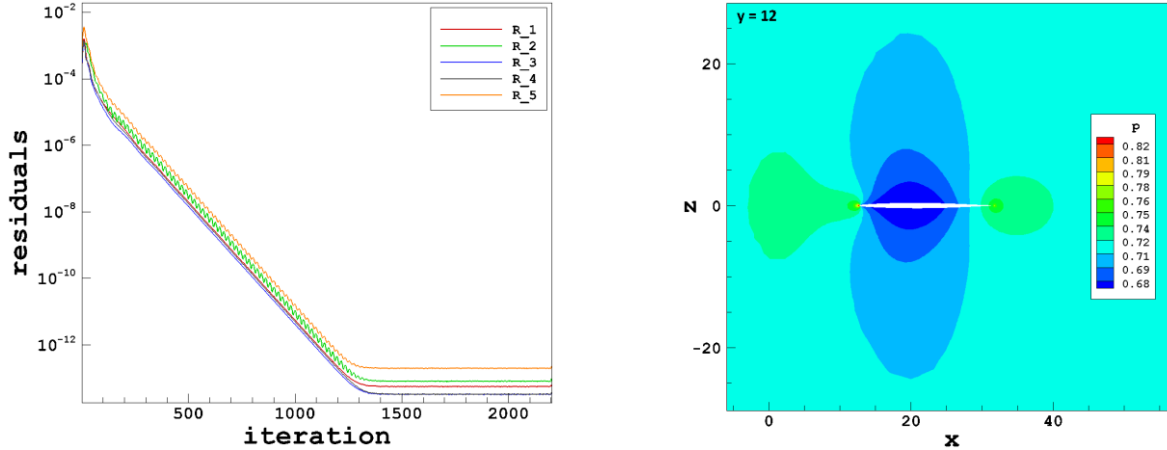 10⁻²
10⁻⁴
10⁻⁶
10⁻⁸
10⁻¹⁰
10⁻¹²
residuals
500
1000
1500
2000
iteration
R_1
R_2
R_3
R_4
R_5
y = 12
20
0
-20
Z
0
20
40
X
P
0.82
0.81
0.79
0.78
0.76
0.75
0.74
0.72
0.71
0.69
0.68